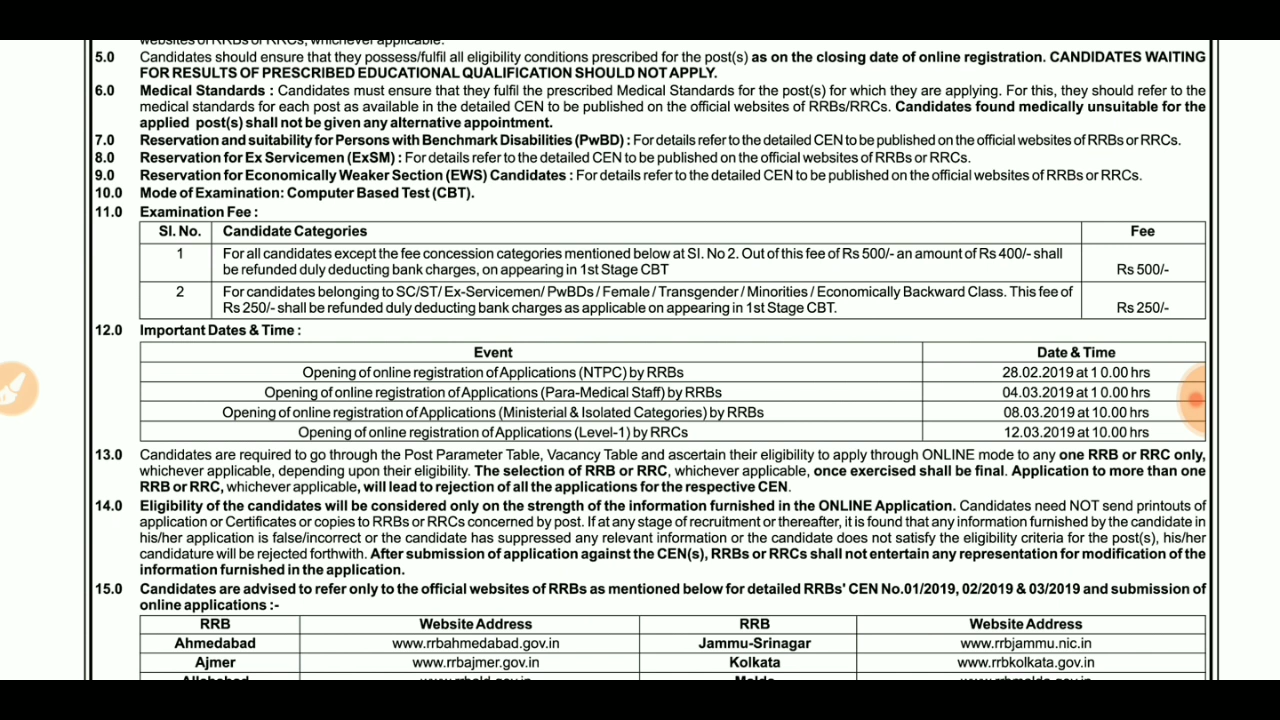 websites of RRBs or RRCs, whichever applicable.
5.0 Candidates should ensure that they possess/fulfil all eligibility conditions prescribed for the post(s) as on the closing date of online registration. CANDIDATES WAITING
FOR RESULTS OF PRESCRIBED EDUCATIONAL QUALIFICATION SHOULD NOT APPLY.
6.0 Medical Standards : Candidates must ensure that they fulfil the prescribed Medical Standards for the post(s) for which they are applying. For this, they should refer to the
medical standards for each post as available in the detailed CEN to be published on the official websites of RRBs/RRCs. Candidates found medically unsuitable for the
applied post(s) shall not be given any alternative appointment.
7.0 Reservation and suitability for Persons with Benchmark Disabilities (PwBD) : For details refer to the detailed CEN to be published on the official websites of RRBs or RRCs.
8.0 Reservation for Ex Servicemen (ExSM) : For details refer to the detailed CEN to be published on the official websites of RRBs or RRCs.
9.0 Reservation for Economically Weaker Section (EWS) Candidates : For details refer to the detailed CEN to be published on the official websites of RRBs or RRCs.
10.0 Mode of Examination: Computer Based Test (CBT).
11.0 Examination Fee :
Sl. No. Candidate Categories Fee
1 For all candidates except the fee concession categories mentioned below at Sl. No 2. Out of this fee of Rs 500/- an amount of Rs 400/- shall
be refunded duly deducting bank charges, on appearing in 1st Stage CBT Rs 500/-
2 For candidates belonging to SC/ST/ Ex-Servicemen/ PwBDs / Female / Transgender / Minorities / Economically Backward Class. This fee of
Rs 250/- shall be refunded duly deducting bank charges as applicable on appearing in 1st Stage CBT. Rs 250/-
12.0 Important Dates & Time :
Event Date & Time
Opening of online registration of Applications (NTPC) by RRBs 28.02.2019 at 10.00 hrs
Opening of online registration of Applications (Para-Medical Staff) by RRBs 04.03.2019 at 10.00 hrs
Opening of online registration of Applications (Ministerial & Isolated Categories) by RRBs 08.03.2019 at 10.00 hrs
Opening of online registration of Applications (Level-1) by RRCs 12.03.2019 at 10.00 hrs
13.0 Candidates are required to go through the Post Parameter Table, Vacancy Table and ascertain their eligibility to apply through ONLINE mode to any one RRB or RRC only,
whichever applicable, depending upon their eligibility. The selection of RRB or RRC, whichever applicable, once exercised shall be final. Application to more than one
RRB or RRC, whichever applicable, will lead to rejection of all the applications for the respective CEN.
14.0 Eligibility of the candidates will be considered only on the strength of the information furnished in the ONLINE Application. Candidates need NOT send printouts of
application or Certificates or copies to RRBs or RRCs concerned by post. If at any stage of recruitment or thereafter, it is found that any information furnished by the candidate in
his/her application is false/incorrect or the candidate has suppressed any relevant information or the candidate does not satisfy the eligibility criteria for the post(s), his/her
candidature will be rejected forthwith. After submission of application against the CEN(s), RRBs or RRCs shall not entertain any representation for modification of the
information furnished in the application.
15.0 Candidates are advised to refer only to the official websites of RRBs as mentioned below for detailed RRBs' CEN No.01/2019, 02/2019 & 03/2019 and submission of
online applications :-
RRB Website Address RRB Website Address
Ahmedabad www.rrbahmedabad.gov.in Jammu-Srinagar www.rrbjammu.nic.in
Ajmer www.rrbajmer.gov.in Kolkata www.rrbkolkata.gov.in